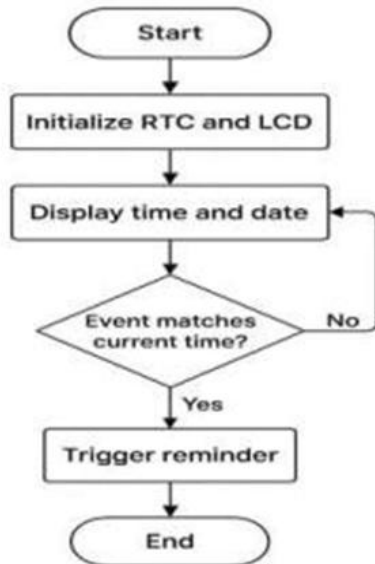 Start
Initialize RTC and LCD
Display time and date
Event matches
current time?
No
Yes
Trigger reminder
End